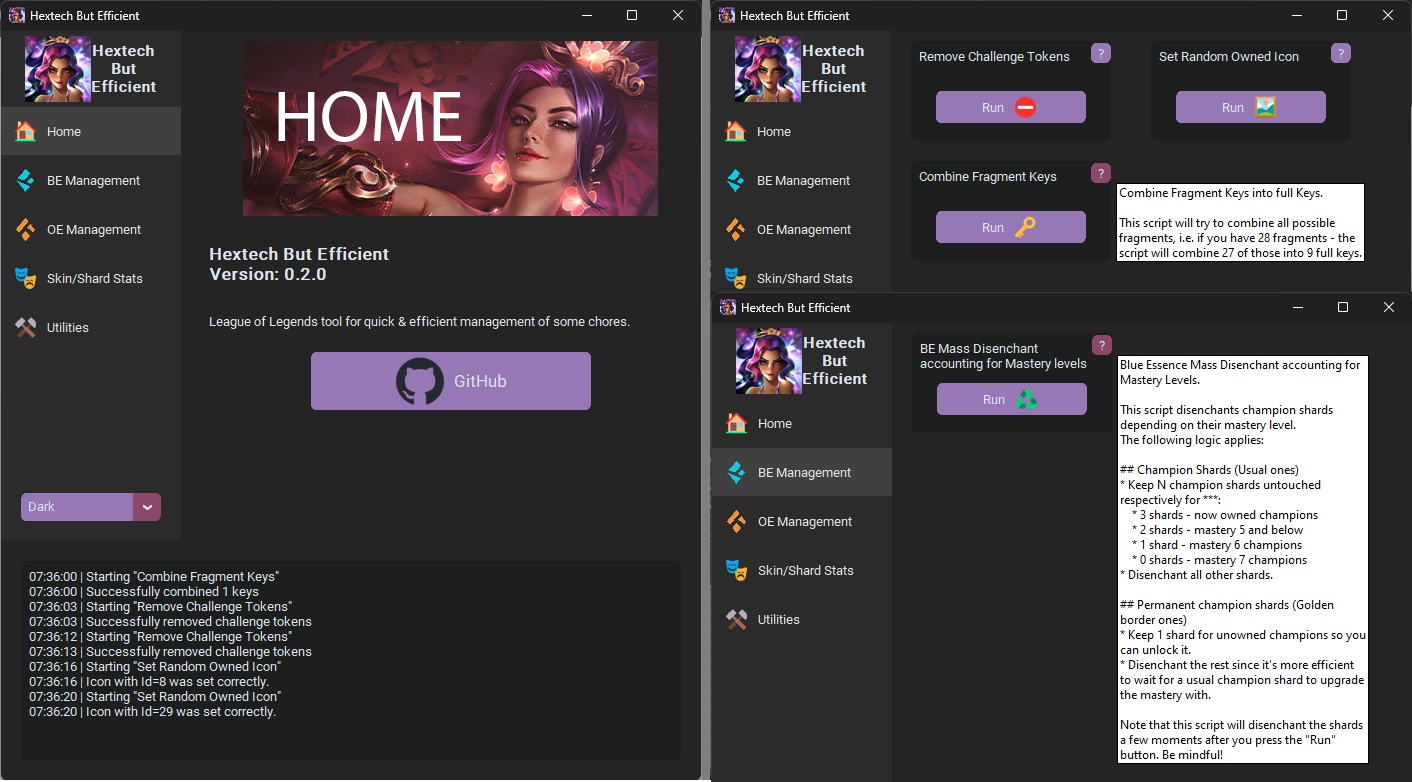 Hextech But Efficient
Hextech
But
Efficient
Home
BE Management
OE Management
Skin/Shard Stats
Utilities
Dark
HOME
Hextech But Efficient
Version: 0.2.0
League of Legends tool for quick & efficient management of some chores.
GitHub
07:36:00 | Starting "Combine Fragment Keys"
07:36:00 | Successfully combined 1 keys
07:36:03 | Starting "Remove Challenge Tokens"
07:36:03 | Successfully removed challenge tokens
07:36:12 | Starting "Remove Challenge Tokens"
07:36:13 | Successfully removed challenge tokens
07:36:16 | Starting "Set Random Owned Icon"
07:36:16 | Icon with Id=8 was set correctly.
07:36:20 | Starting "Set Random Owned Icon"
07:36:20 | Icon with Id=29 was set correctly.
Hextech But Efficient
Hextech
But
Efficient
Home
BE Management
OE Management
Skin/Shard Stats
Remove Challenge Tokens
?
Run
Set Random Owned Icon
?
Run
Combine Fragment Keys
?
Run
Combine Fragment Keys into full Keys.
This script will try to combine all possible
fragments, i.e. if you have 28 fragments - the
script will combine 27 of those into 9 full keys.
Hextech But Efficient
Hextech
But
Efficient
Home
BE Management
OE Management
Skin/Shard Stats
Utilities
BE Mass Disenchant
accounting for Mastery levels
?
Run
Blue Essence Mass Disenchant accounting for
Mastery Levels.
This script disenchants champion shards
depending on their mastery level.
The following logic applies:
## Champion Shards (Usual ones)
* Keep N champion shards untouched
respectively for ***:
* 3 shards - now owned champions
* 2 shards - mastery 5 and below
* 1 shard - mastery 6 champions
* 0 shards - mastery 7 champions
* Disenchant all other shards.
## Permanent champion shards (Golden
border ones)
* Keep 1 shard for unowned champions so you
can unlock it.
* Disenchant the rest since it's more efficient
to wait for a usual champion shard to upgrade
the mastery with.
Note that this script will disenchant the shards
a few moments after you press the "Run"
button. Be mindful!